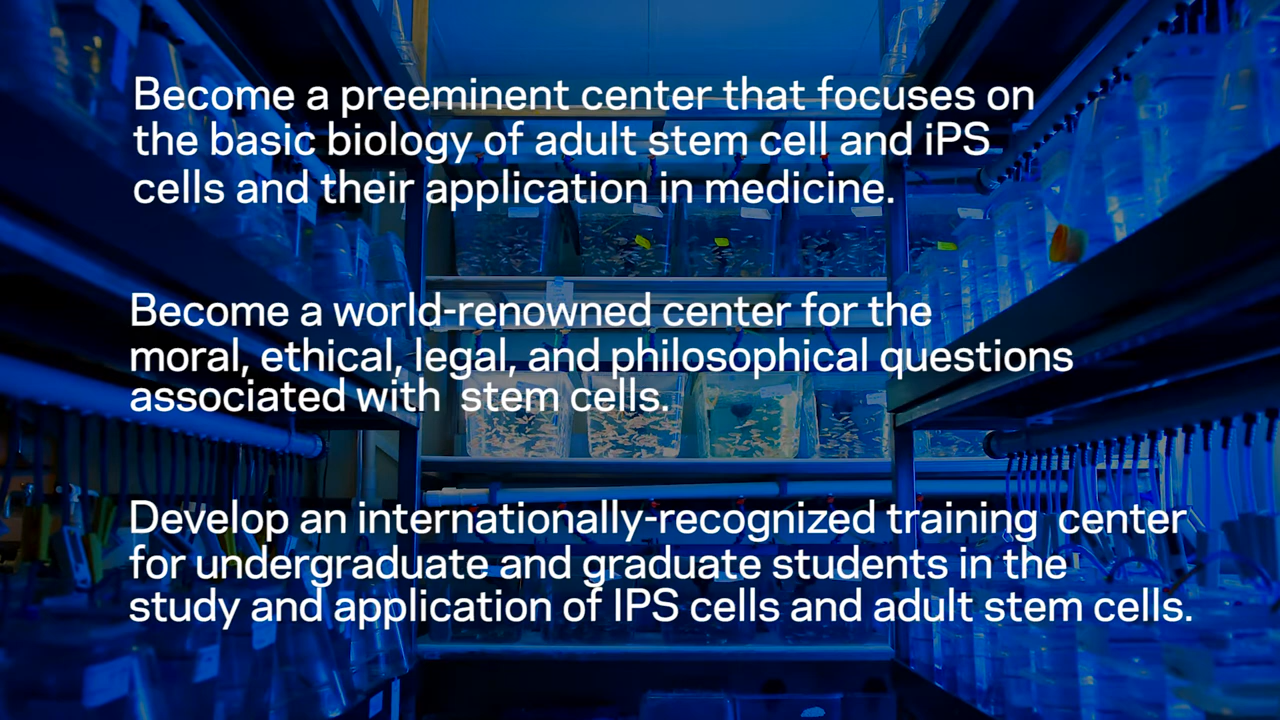 Become a preeminent center that focuses on
the basic biology of adult stem cell and iPS
cells and their application in medicine.
Become a world-renowned center for the
moral, ethical, legal, and philosophical questions
associated with  stem cells.
Develop an internationally-recognized training  center
for undergraduate and graduate students in the
study and application of IPS cells and adult stem cells.